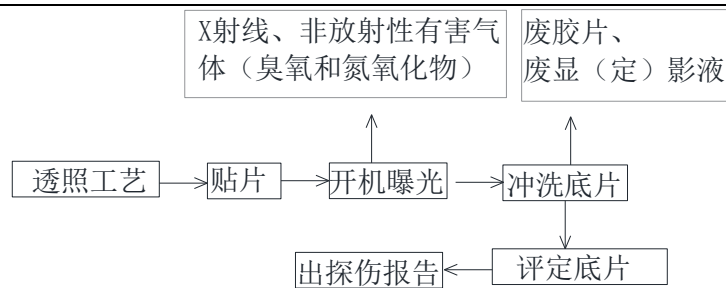 X射线、非放射性有害气
体（臭氧和氮氧化物）
废胶片、
废显（定）影液
透照工艺
贴片
开机曝光
冲洗底片
评定底片
出探伤报告